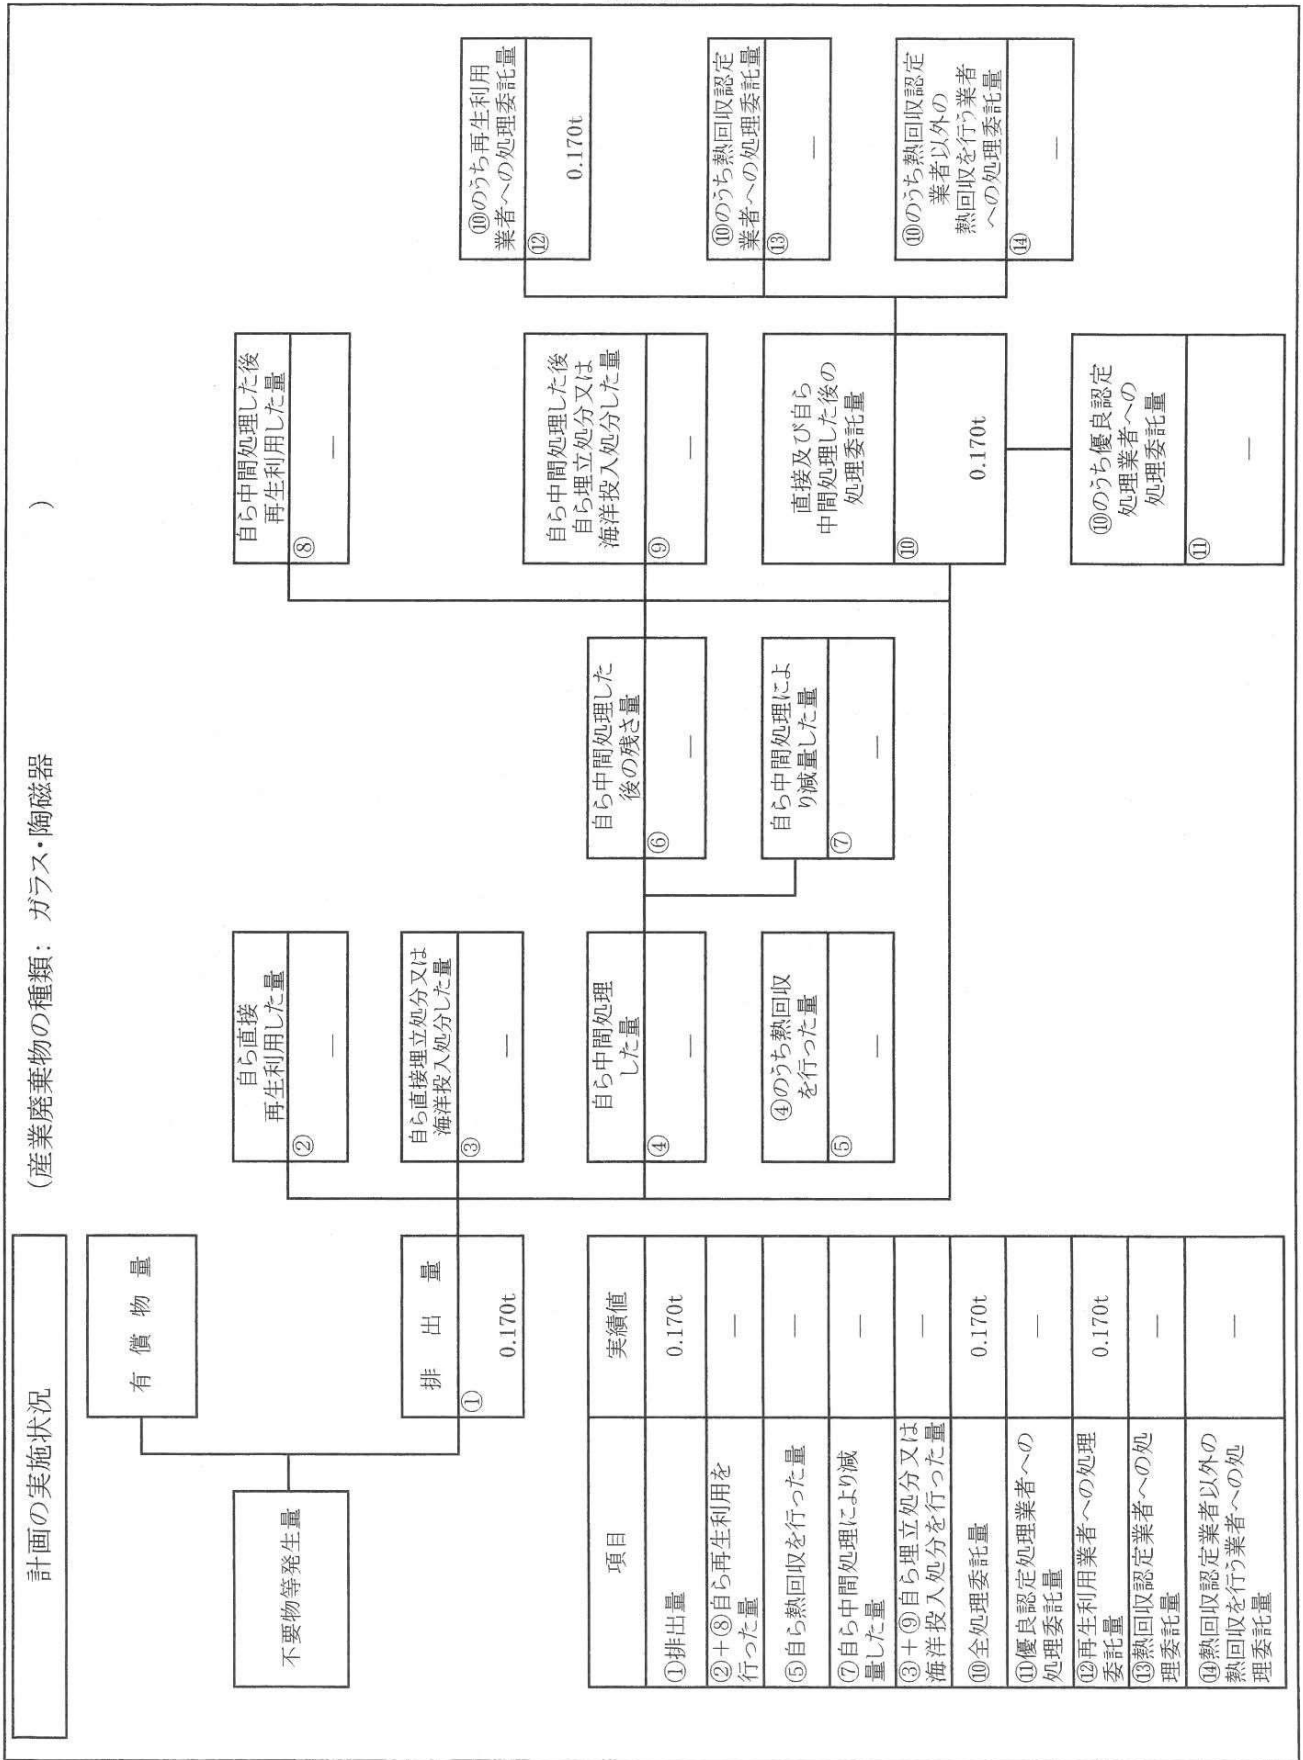 計画の実施状況
(産業廃棄物の種類： ガラス・陶磁器 )
不要物等発生量
有 償 物 量
排 出 量
①
0.170t
自ら直接
再生利用した量
②
—
自ら直接埋立処分又は
海洋投入処分した量
③
—
自ら中間処理
した量
④
—
④のうち熱回収
を行った量
⑤
—
自ら中間処理した
後の残さ量
⑥
—
自ら中間処理によ
り減量した量
⑦
—
自ら中間処理した後
再生利用した量
⑧
—
自ら中間処理した後
自ら埋立処分又は
海洋投入処分した量
⑨
—
直接及び自ら
中間処理した後の
処理委託量
⑩
0.170t
⑩のうち優良認定
処理業者への
処理委託量
⑪
—
⑩のうち再生利用
業者への処理委託量
⑫
0.170t
⑩のうち熱回収認定
業者への処理委託量
⑬
—
⑩のうち熱回収認定
業者以外の
熱回収を行う業者
への処理委託量
⑭
—
項目 実績値
①排出量 0.170t
②＋⑧自ら再生利用を
行った量 —
⑤自ら熱回収を行った量 —
⑦自ら中間処理により減
量した量 —
③＋⑨自ら埋立処分又は
海洋投入処分を行った量 —
⑩全処理委託量 0.170t
⑪優良認定処理業者への
処理委託量 —
⑫再生利用業者への処理
委託量 0.170t
⑬熱回収認定業者への処
理委託量 —
⑭熱回収認定業者以外の
熱回収を行う業者への処
理委託量 —